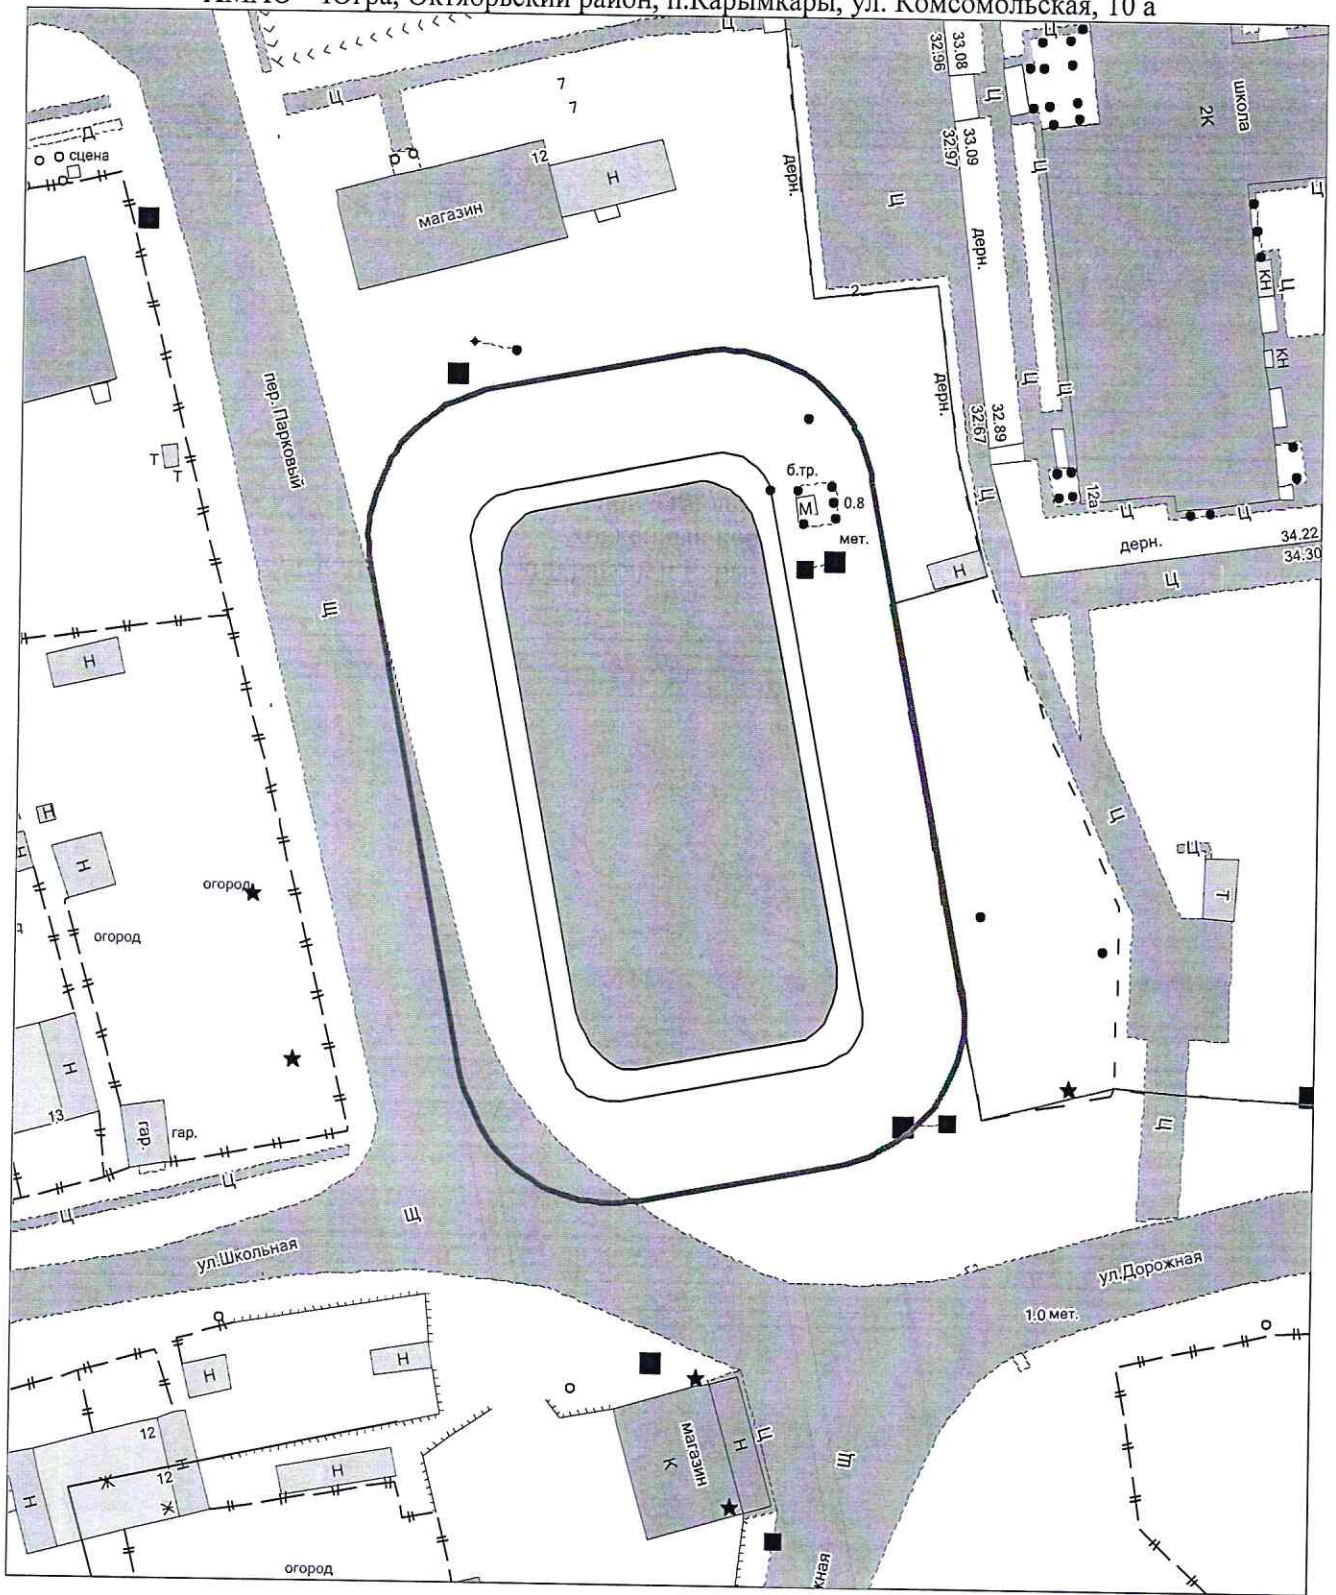 ХМАО – Югра, Октябрьский район, п.Карымкары, ул. Комсомольская, 10 а
Ц
Ц
7
7
33.08
32.96
Ц
школа
2К
Д
сцена
12
Н
магазин
дерн.
33.09
32.97
Ц
Ц
Ц
дерн.
КН
Ц
2
КН
пер. Парковый
дерн.
Ц
Ц
32.89
32.67
Т
Т
б.тр.
М
0.8
мет.
Ц
12а
Ц
Ц
дерн.
34.22
34.30
Н
Ц
Щ
Н
Н
Н
Н
Ц
Ц
Т
огород
огород
Н
13
гар.
гар.
Ц
Ц
Ц
Щ
ул.Школьная
ул.Дорожная
1.0 мет.
Н
Н
12
12
Н
Н
Н
К
магазин
Н
Ц
Щ
огород
жная